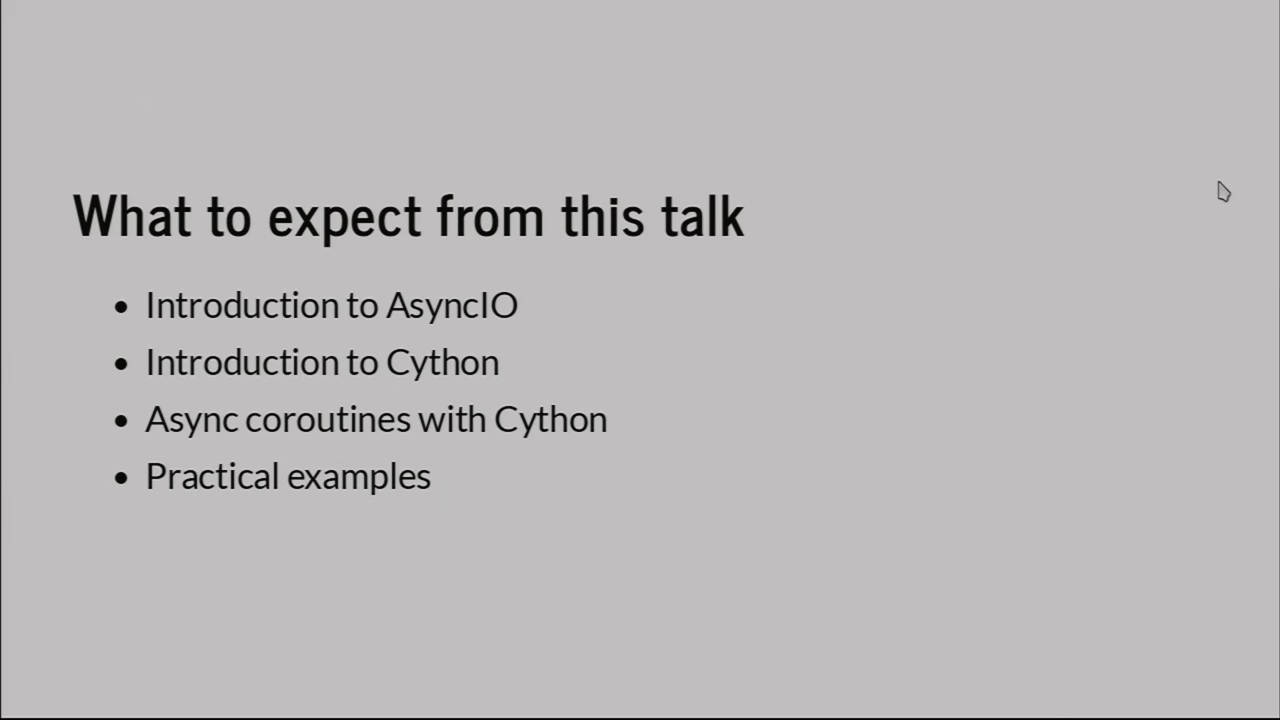 What to expect from this talk
• Introduction to AsyncIO
• Introduction to Cython
• Async coroutines with Cython
• Practical examples